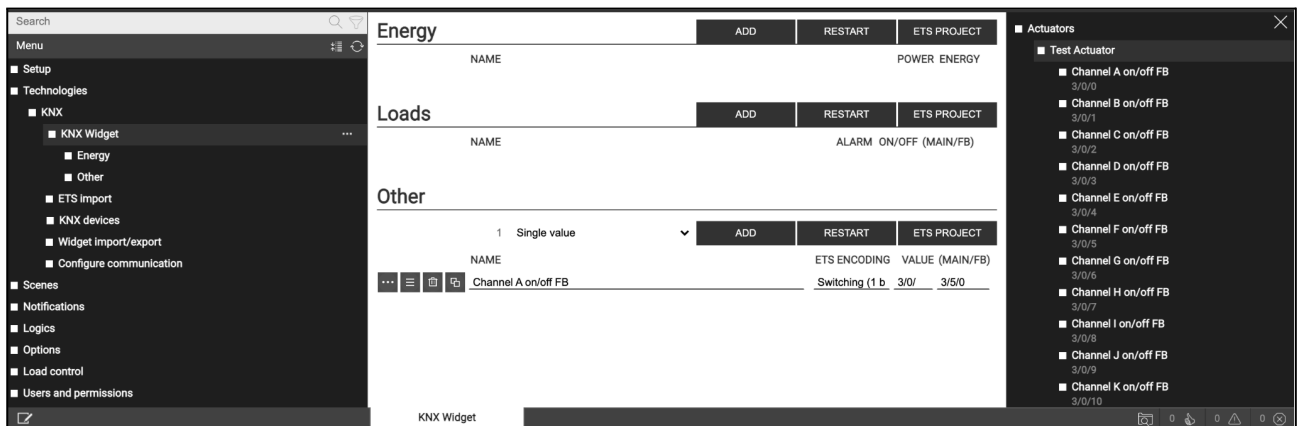 Search
Menu
Setup
Technologies
KNX
KNX Widget
Energy
Other
ETS import
KNX devices
Widget import/export
Configure communication
Scenes
Notifications
Logics
Options
Load control
Users and permissions
Energy ADD RESTART ETS PROJECT
NAME POWER ENERGY
Loads ADD RESTART ETS PROJECT
NAME ALARM ON/OFF (MAIN/FB)
Other
1 Single value ADD RESTART ETS PROJECT
NAME ETS ENCODING VALUE (MAIN/FB)
Channel A on/off FB Switching (1 b 3/0/ 3/5/0
KNX Widget
Actuators
Test Actuator
Channel A on/off FB
3/0/0
Channel B on/off FB
3/0/1
Channel C on/off FB
3/0/2
Channel D on/off FB
3/0/3
Channel E on/off FB
3/0/4
Channel F on/off FB
3/0/5
Channel G on/off FB
3/0/6
Channel H on/off FB
3/0/7
Channel I on/off FB
3/0/8
Channel J on/off FB
3/0/9
Channel K on/off FB
3/0/10
0 0 0